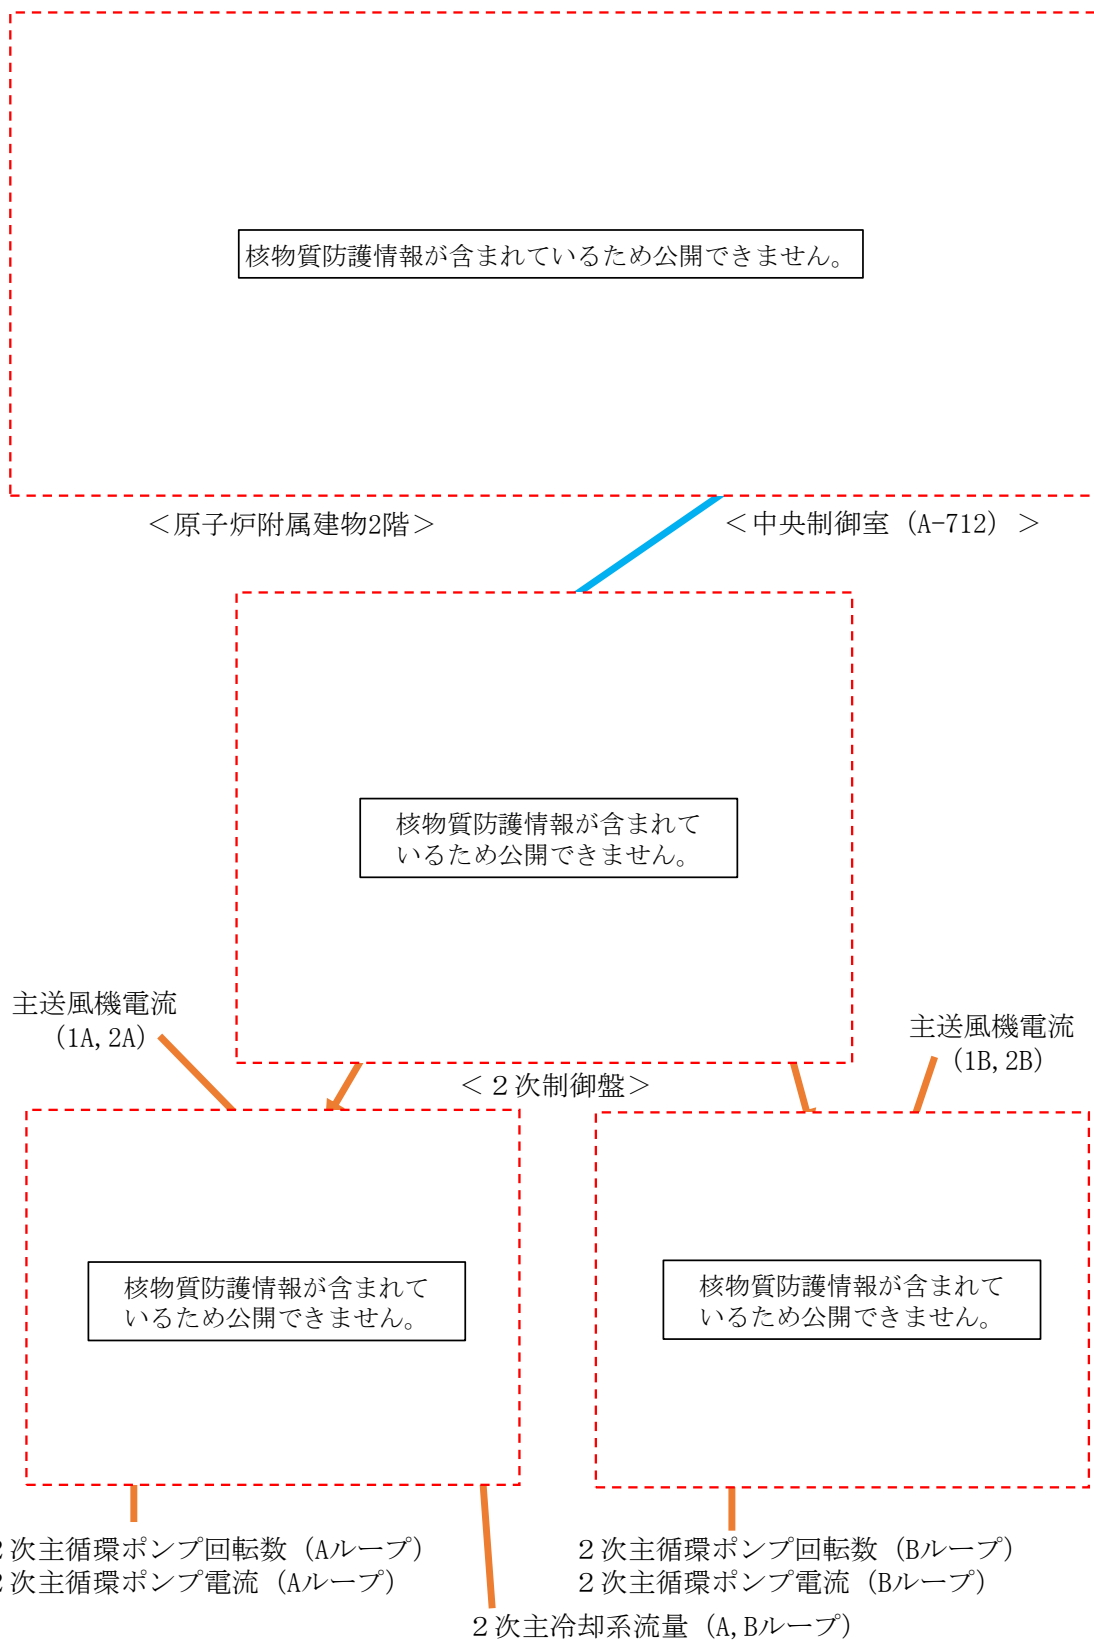 核物質防護情報が含まれているため公開できません。
＜原子炉附属建物2階＞
＜中央制御室（A-712）＞
核物質防護情報が含まれて
いるため公開できません。
主送風機電流
（1A,2A）
主送風機電流
（1B,2B）
＜２次制御盤＞
核物質防護情報が含まれて
いるため公開できません。
核物質防護情報が含まれて
いるため公開できません。
２次主循環ポンプ回転数（Aループ）
２次主循環ポンプ電流（Aループ）
２次主循環ポンプ回転数（Bループ）
２次主循環ポンプ電流（Bループ）
２次主冷却系流量（A,Bループ）